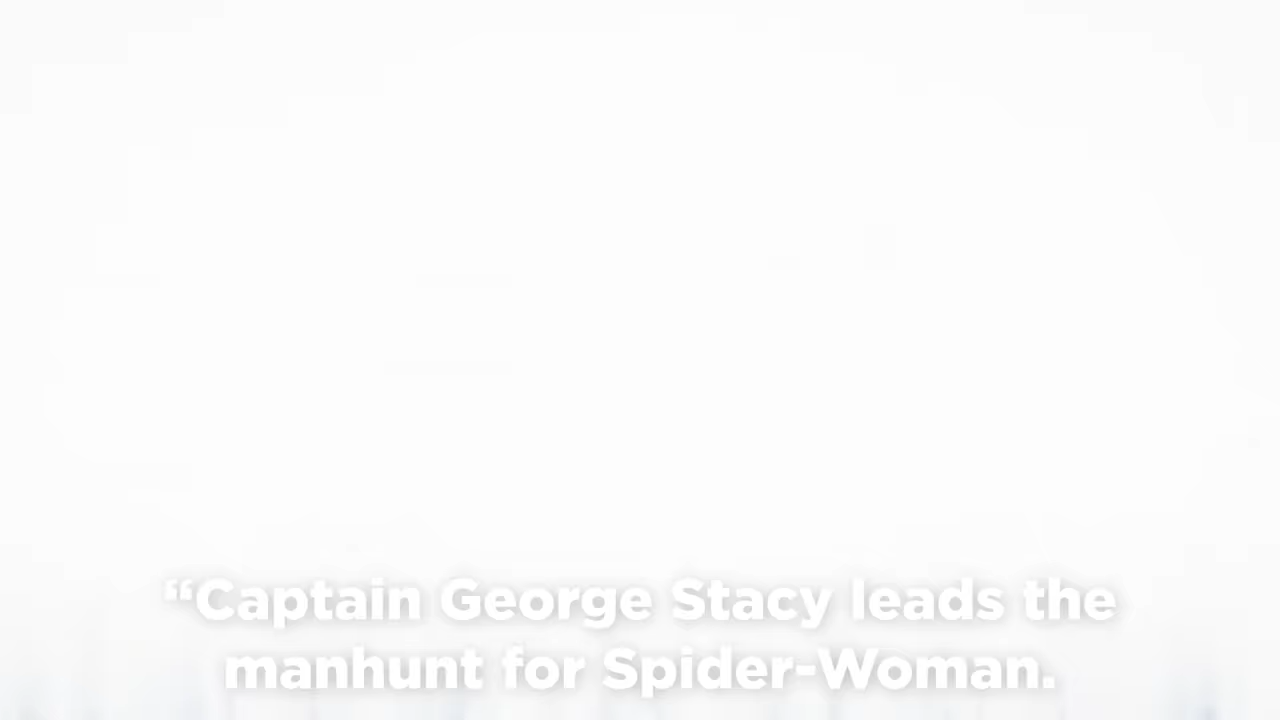 “Captain George Stacy leads the
manhunt for Spider-Woman.